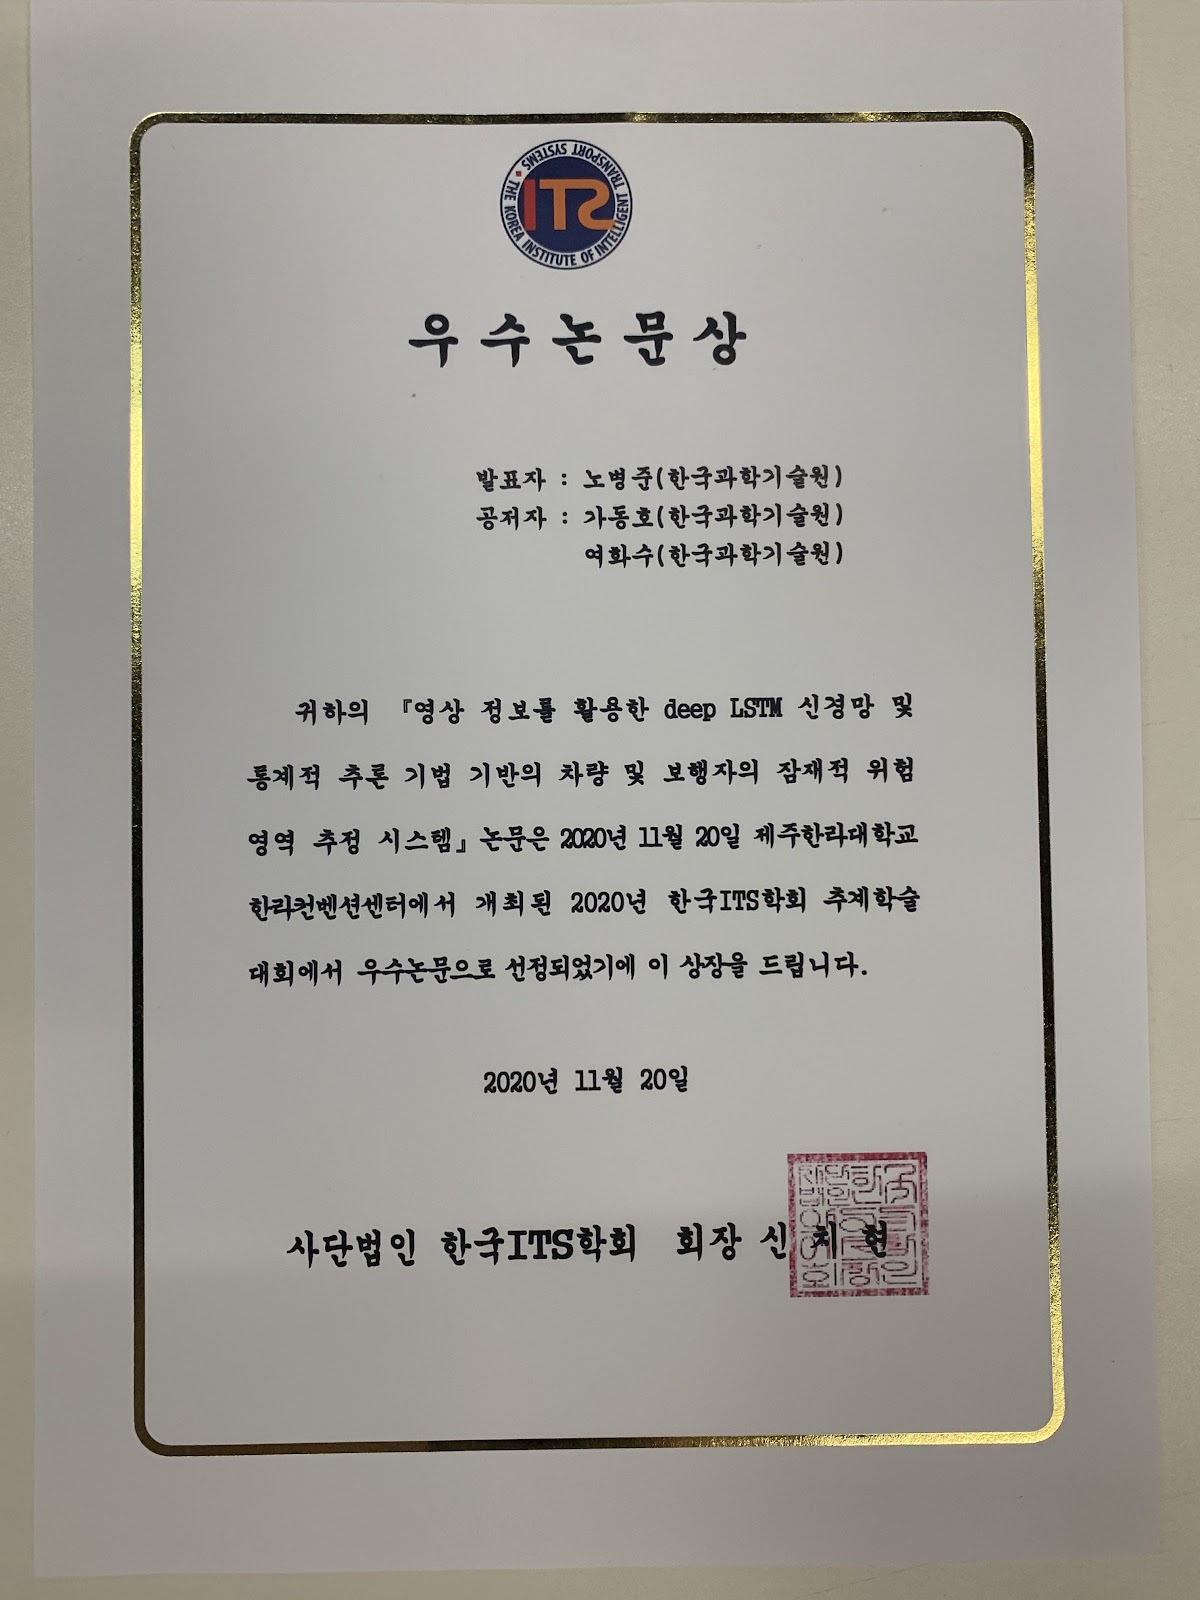 THE KOREA INSTITUTE OF INTELLIGENT TRANSPORT SYSTEMS
ITS
우수논문상
발표자 : 노병준(한국과학기술원)
공저자 : 가동호(한국과학기술원)
여화수(한국과학기술원)
귀하의 『영상 정보를 활용한 deep LSTM 신경망 및
통계적 추론 기법 기반의 차량 및 보행자의 잠재적 위험
영역 추정 시스템』 논문은 2020년 11월 20일 제주한라대학교
한라컨벤션센터에서 개최된 2020년 한국ITS학회 추계학술
대회에서 우수논문으로 선정되었기에 이 상장을 드립니다.
2020년 11월 20일
사단법인 한국ITS학회 회장 신 치 현